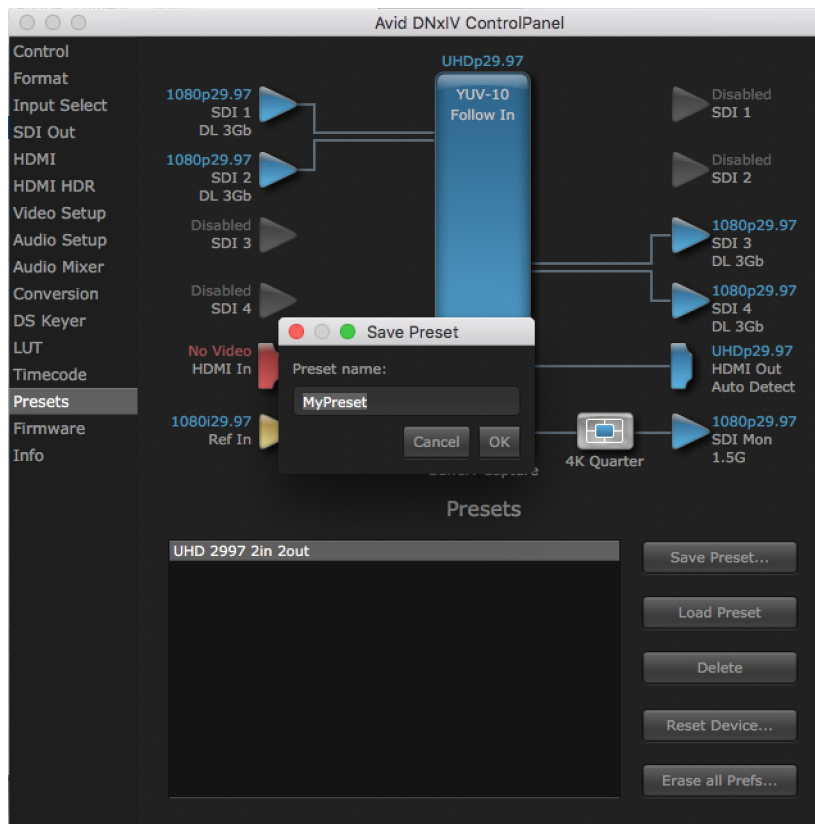 Avid DNxIV ControlPanel
Control
Format
Input Select
SDI Out
HDMI
HDMI HDR
Video Setup
Audio Setup
Audio Mixer
Conversion
DS Keyer
LUT
Timecode
Presets
Firmware
Info
UHDp29.97
YUV-10
Follow In
1080p29.97
SDI 1
DL 3Gb
1080p29.97
SDI 2
DL 3Gb
Disabled
SDI 3
Disabled
SDI 4
No Video
HDMI In
1080i29.97
Ref In
Disabled
SDI 1
Disabled
SDI 2
1080p29.97
SDI 3
DL 3Gb
1080p29.97
SDI 4
DL 3Gb
UHDp29.97
HDMI Out
Auto Detect
1080p29.97
SDI Mon
1.5G
4K Quarter
Save Preset
Preset name:
MyPreset
Cancel
OK
Presets
UHD 2997 2in 2out
Save Preset...
Load Preset
Delete
Reset Device...
Erase all Prefs...